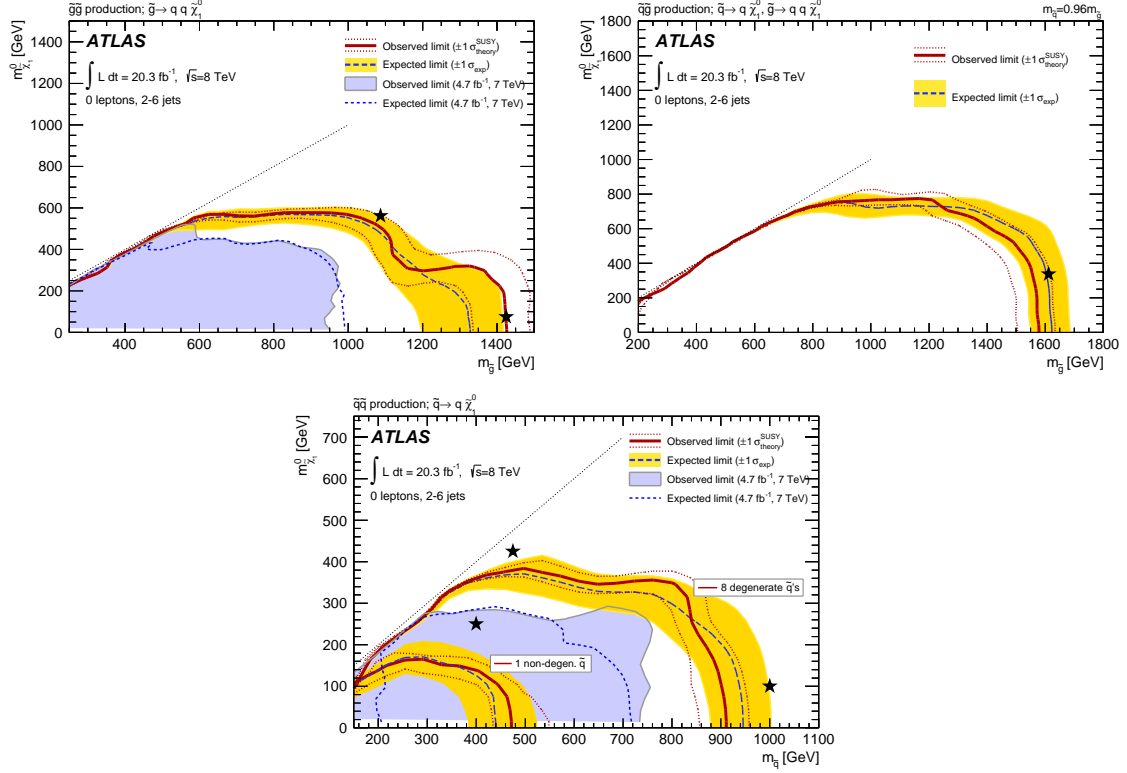 g̃g̃ production; g̃→ q q χ̃₁⁰
ATLAS
∫ L dt = 20.3 fb⁻¹, √s=8 TeV
0 leptons, 2-6 jets
Observed limit (±1 σ_theory^SUSY)
Expected limit (±1 σ_exp)
Observed limit (4.7 fb⁻¹, 7 TeV)
Expected limit (4.7 fb⁻¹, 7 TeV)
m_χ̃₁⁰ [GeV]
1400
1200
1000
800
600
400
200
0
400 600 800 1000 1200 1400
m_g̃ [GeV]
q̃g̃ production; q̃→ q χ̃₁⁰, g̃→ q q χ̃₁⁰ m_q̃=0.96m_g̃
ATLAS
∫ L dt = 20.3 fb⁻¹, √s=8 TeV
0 leptons, 2-6 jets
Observed limit (±1 σ_theory^SUSY)
Expected limit (±1 σ_exp)
m_χ̃₁⁰ [GeV]
1800
1600
1400
1200
1000
800
600
400
200
0
200 400 600 800 1000 1200 1400 1600 1800
m_g̃ [GeV]
q̃q̃ production; q̃→ q χ̃₁⁰
ATLAS
∫ L dt = 20.3 fb⁻¹, √s=8 TeV
0 leptons, 2-6 jets
Observed limit (±1 σ_theory^SUSY)
Expected limit (±1 σ_exp)
Observed limit (4.7 fb⁻¹, 7 TeV)
Expected limit (4.7 fb⁻¹, 7 TeV)
8 degenerate q̃'s
1 non-degen. q̃
m_χ̃₁⁰ [GeV]
700
600
500
400
300
200
100
0
200 300 400 500 600 700 800 900 1000 1100
m_q̃ [GeV]